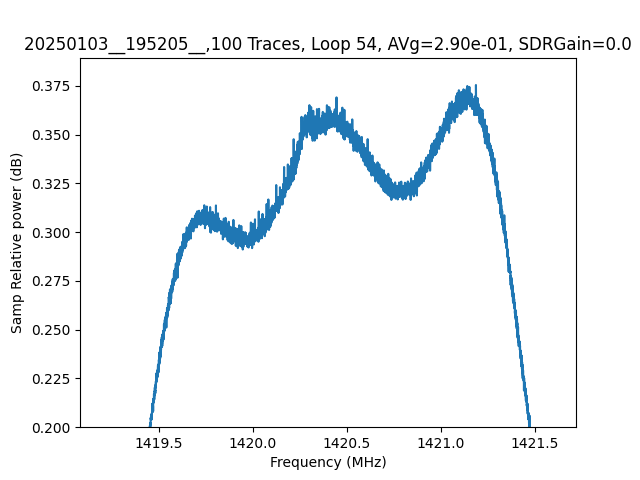 20250103__195205__,100 Traces, Loop 54, AVg=2.90e-01, SDRGain=0.0
Samp Relative power (dB)
0.375
0.350
0.325
0.300
0.275
0.250
0.225
0.200
1419.5 1420.0 1420.5 1421.0 1421.5
Frequency (MHz)